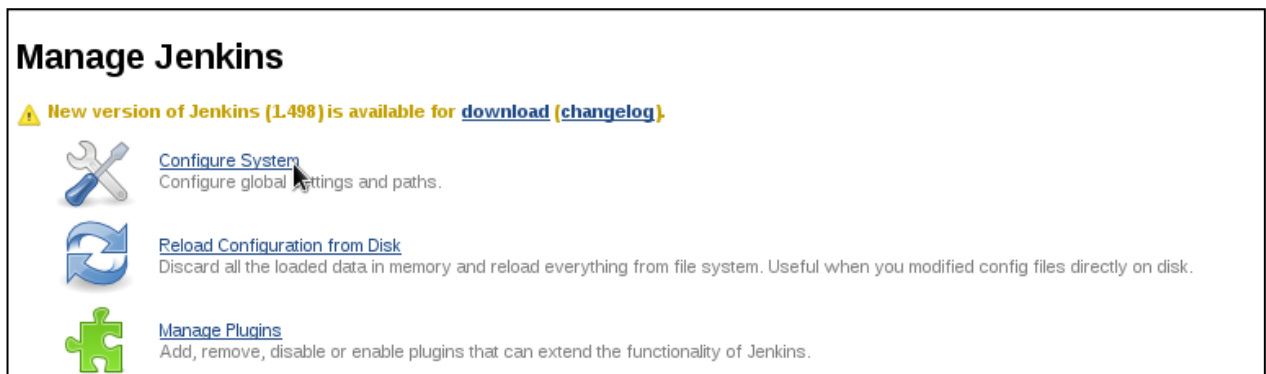 Manage Jenkins
New version of Jenkins (1.498) is available for download (changelog).
Configure System
Configure global settings and paths.
Reload Configuration from Disk
Discard all the loaded data in memory and reload everything from file system. Useful when you modified config files directly on disk.
Manage Plugins
Add, remove, disable or enable plugins that can extend the functionality of Jenkins.